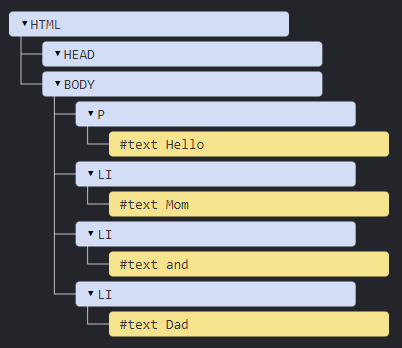 HTML
HEAD
BODY
P
#text Hello
LI
#text Mom
LI
#text and
LI
#text Dad